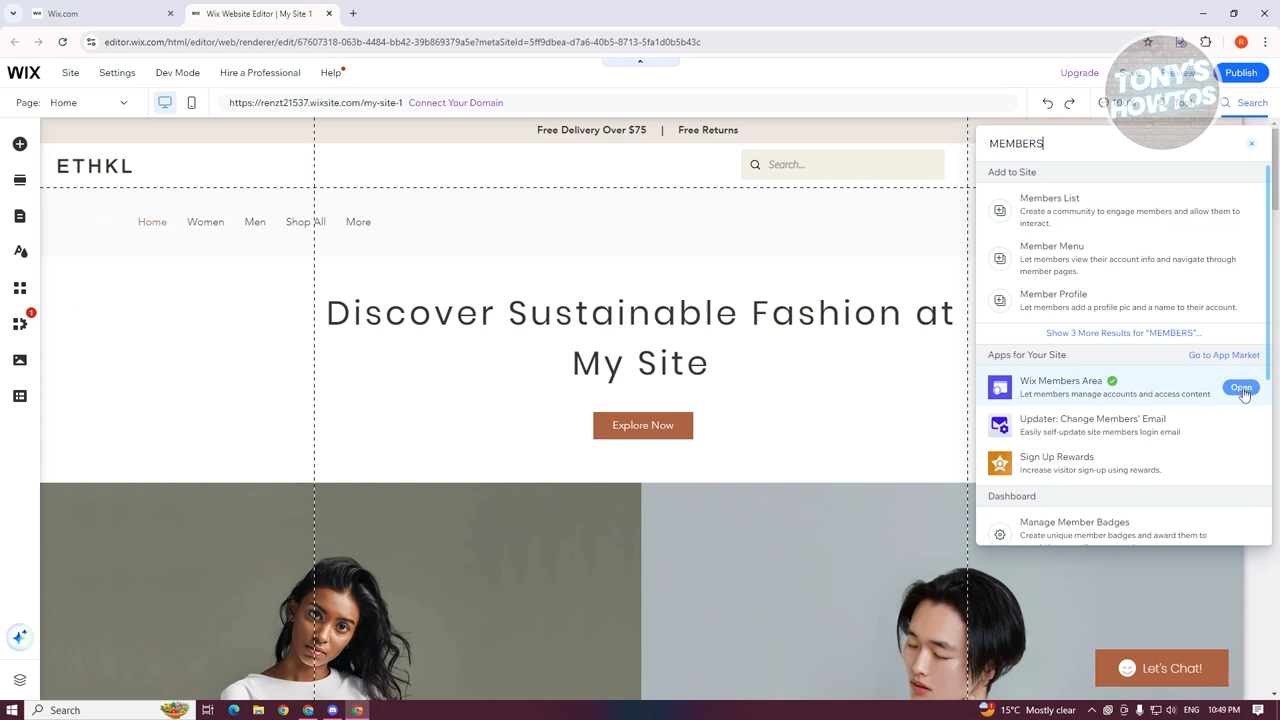 Wix.com
Wix Website Editor | My Site 1
editor.wix.com/html/editor/web/renderer/edit/67607318-063b-4484-bb42-39b869379a5e?metaSiteId=5ff9dbea-d7a6-40b5-8713-5fa1d0b5b43c
R
WIX
Site
Settings
Dev Mode
Hire a Professional
Help
Upgrade
Save
Preview
Publish
TONY'S
HOWTOS
Page: Home
https://renzt21537.wixsite.com/my-site-1
Connect Your Domain
Tools
Search
Free Delivery Over $75 | Free Returns
ETHKL
Search...
Home
Women
Men
Shop All
More
Discover Sustainable Fashion at
My Site
Explore Now
MEMBERS
Add to Site
Members List
Create a community to engage members and allow them to
interact.
Member Menu
Let members view their account info and navigate through
member pages.
Member Profile
Let members add a profile pic and a name to their account.
Show 3 More Results for "MEMBERS"...
Apps for Your Site
Go to App Market
Wix Members Area
Let members manage accounts and access content
Open
Updater: Change Members' Email
Easily self-update site members login email
Sign Up Rewards
Increase visitor sign-up using rewards.
Dashboard
Manage Member Badges
Create unique member badges and award them to
1
Let's Chat!
Search
15°C Mostly clear
10:49 PM